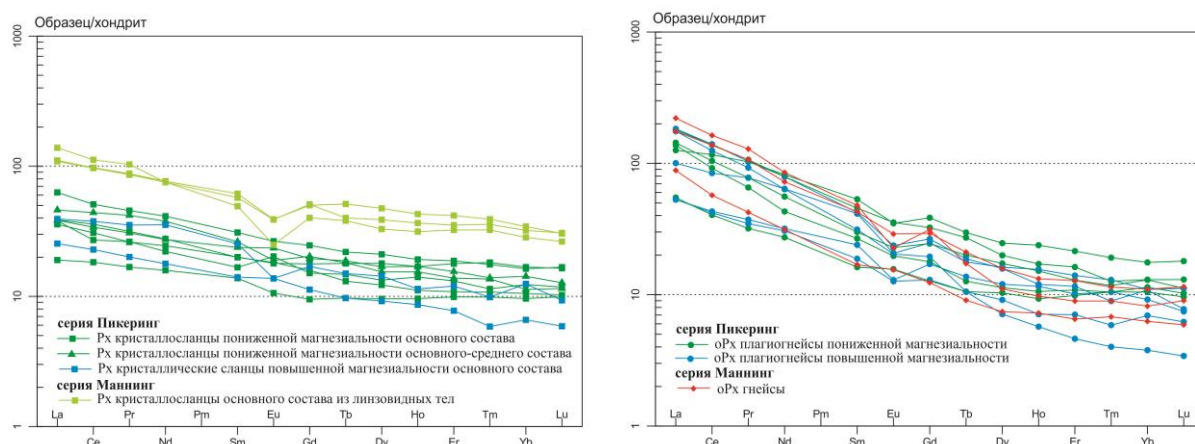 Образец/хондрит
1000
100
10
1
серия Пикеринг
Px кристаллосланцы пониженной магнезиальности основного состава
Px кристаллосланцы пониженной магнезиальности основного-среднего состава
Px кристаллические сланцы повышенной магнезиальности основного состава
серия Маннинг
Px кристаллосланцы основного состава из линзовидных тел
La Pr Pm Eu Tb Ho Tm Lu
Ce Nd Sm Gd Dy Er Yb
Образец/хондрит
1000
100
10
1
серия Пикеринг
oPx плагиогнейсы пониженной магнезиальности
oPx плагиогнейсы повышенной магнезиальности
серия Маннинг
oPx гнейсы
La Pr Pm Eu Tb Ho Tm Lu
Ce Nd Sm Gd Dy Er Yb